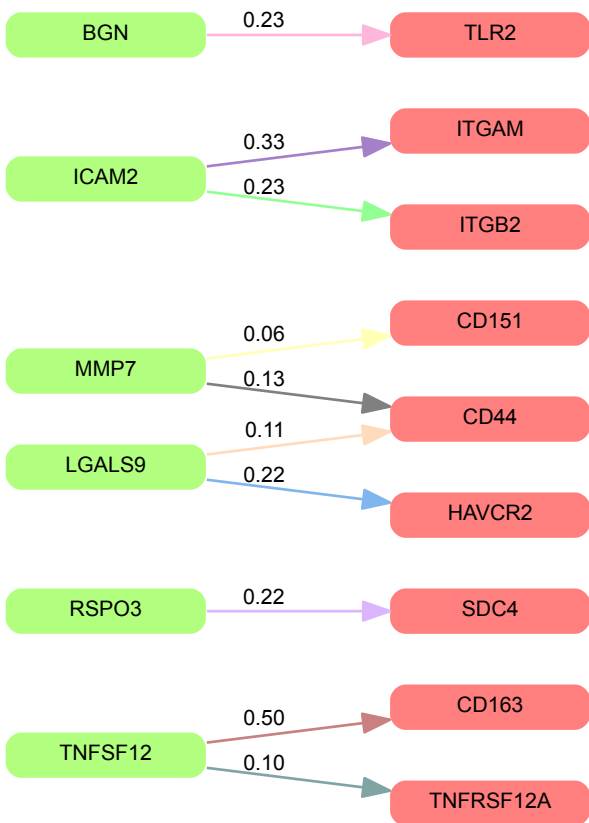 BGN
0.23
TLR2
ICAM2
0.33
ITGAM
0.23
ITGB2
MMP7
0.06
CD151
0.13
CD44
LGALS9
0.11
0.22
HAVCR2
RSPO3
0.22
SDC4
TNFSF12
0.50
CD163
0.10
TNFRSF12A